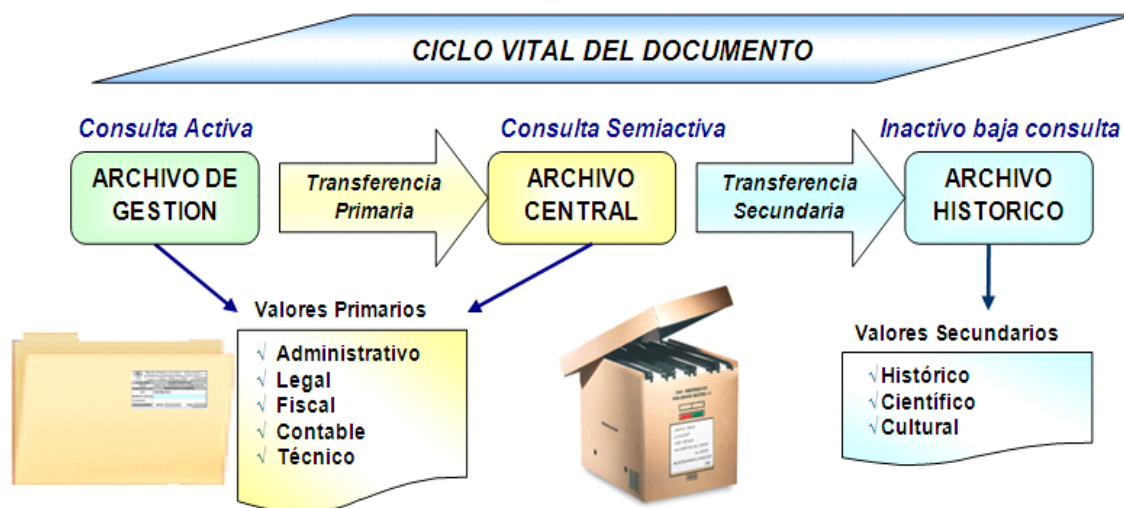 CICLO VITAL DEL DOCUMENTO
Consulta Activa
Consulta Semiactiva
Inactivo baja consulta
ARCHIVO DE
GESTION
Transferencia
Primaria
ARCHIVO
CENTRAL
Transferencia
Secundaria
ARCHIVO
HISTORICO
Valores Primarios
√ Administrativo
√ Legal
√ Fiscal
√ Contable
√ Técnico
Valores Secundarios
√ Histórico
√ Científico
√ Cultural